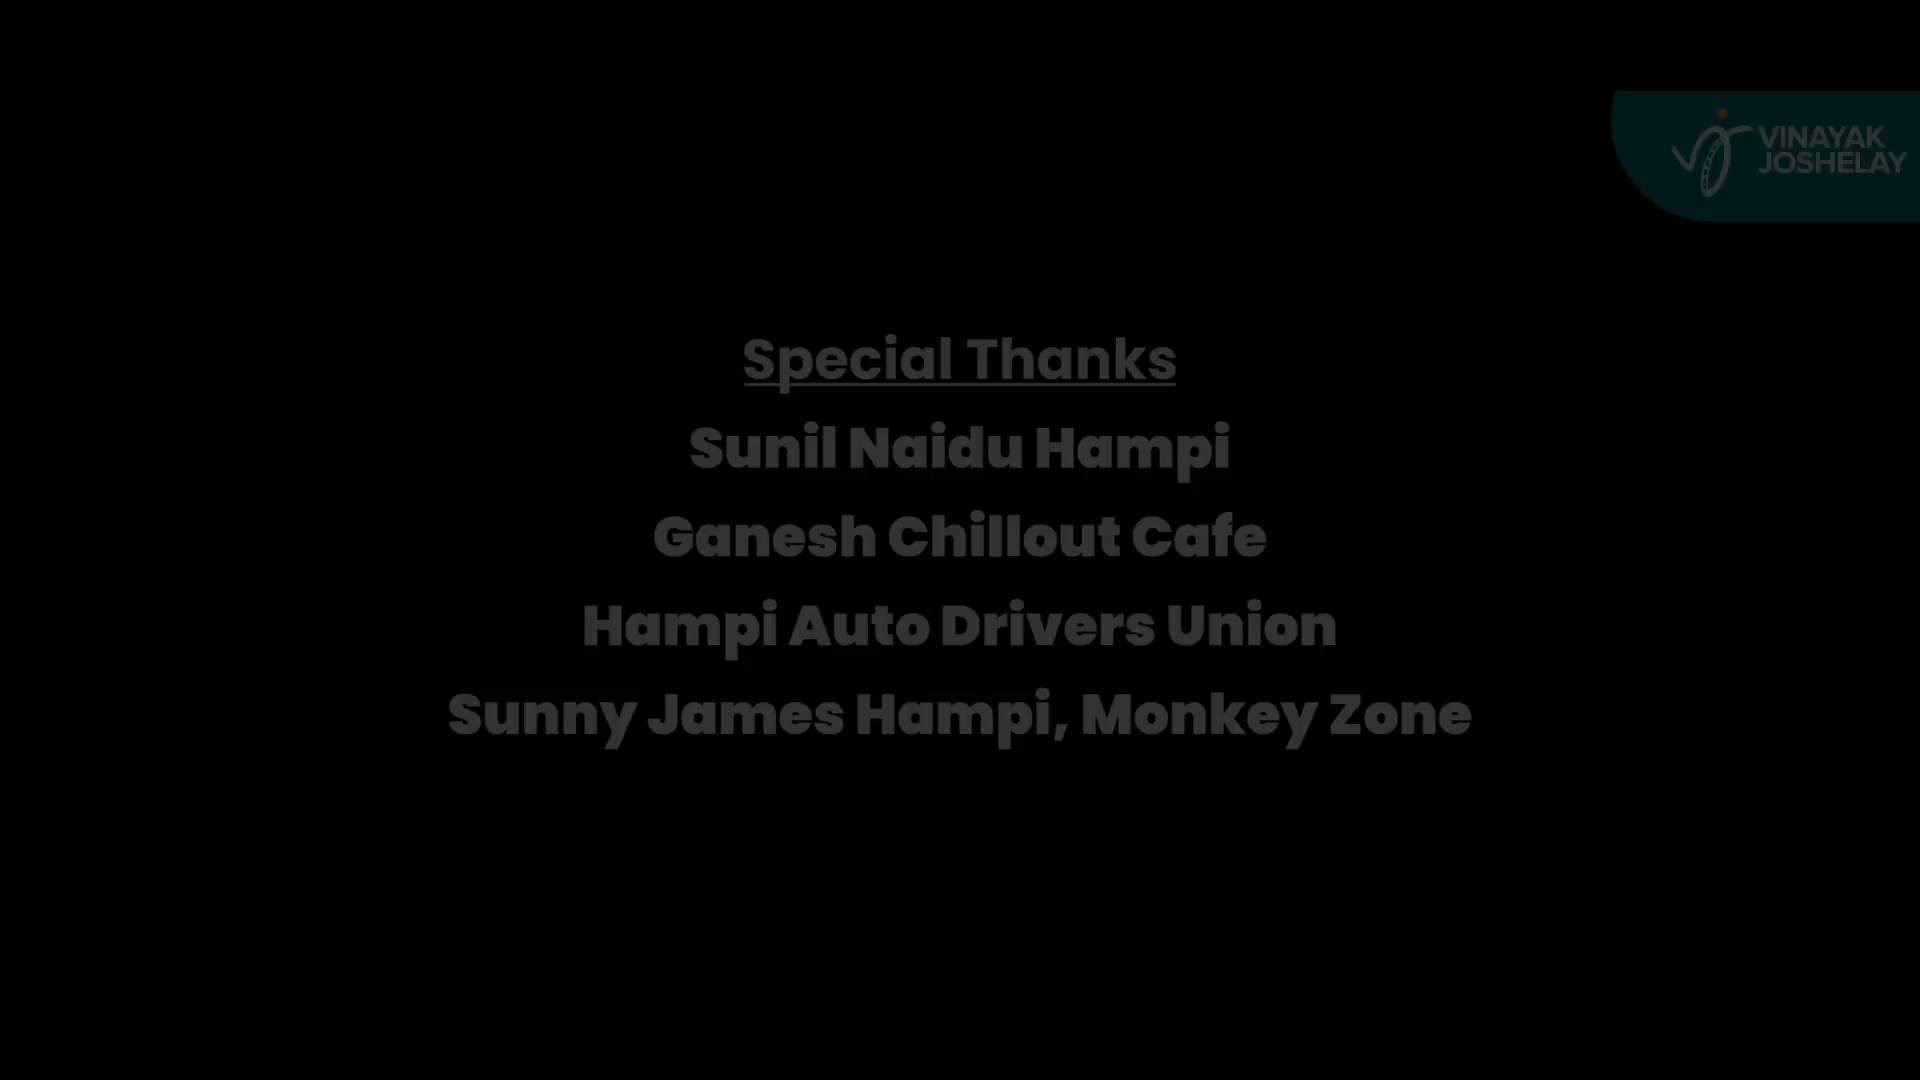 VINAYAK
JOSHELAY
Special Thanks
Sunil Naidu Hampi
Ganesh Chillout Cafe
Hampi Auto Drivers Union
Sunny James Hampi, Monkey Zone